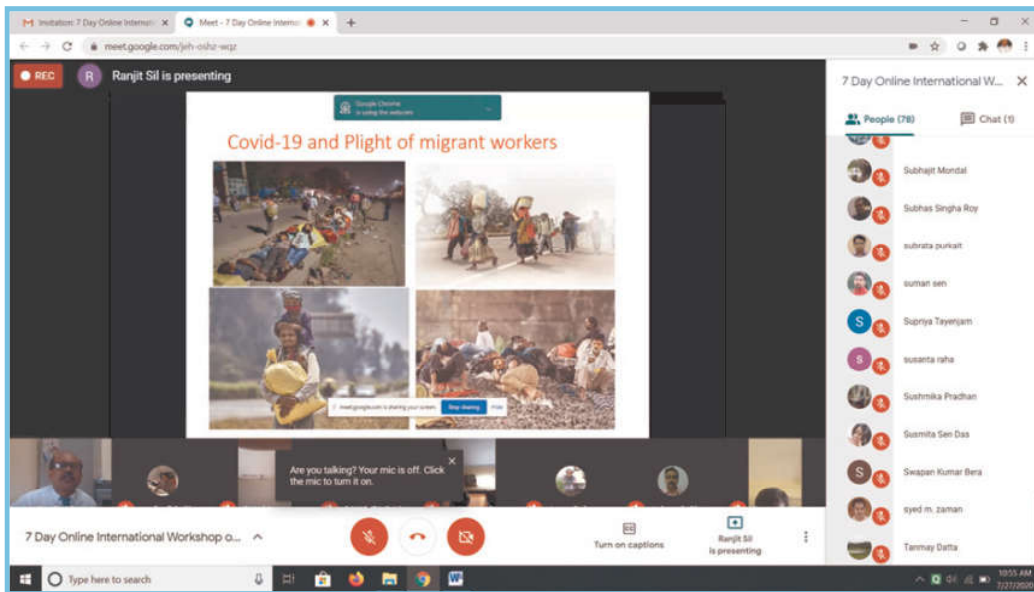 Invitation: 7 Day Online Internati
Meet - 7 Day Online Internat
meet.google.com/jeh-oshz-wqz
REC
R
Ranjit Sil is presenting
Google Chrome
is using the webcam
Covid-19 and Plight of migrant workers
meet.google.com is sharing your screen.
Stop sharing
Hide
Are you talking? Your mic is off. Click
the mic to turn it on.
7 Day Online International Workshop o...
Turn on captions
Ranjit Sil
is presenting
7 Day Online International W...
People (78)
Chat (1)
Subhajit Mondal
Subhas Singha Roy
subrata purkait
suman sen
S
Supriya Tayenjam
s
susanta raha
Sushmika Pradhan
Susmita Sen Das
S
Swapan Kumar Bera
syed m. zaman
Tanmay Datta
Type here to search
10:55 AM
7/27/2020